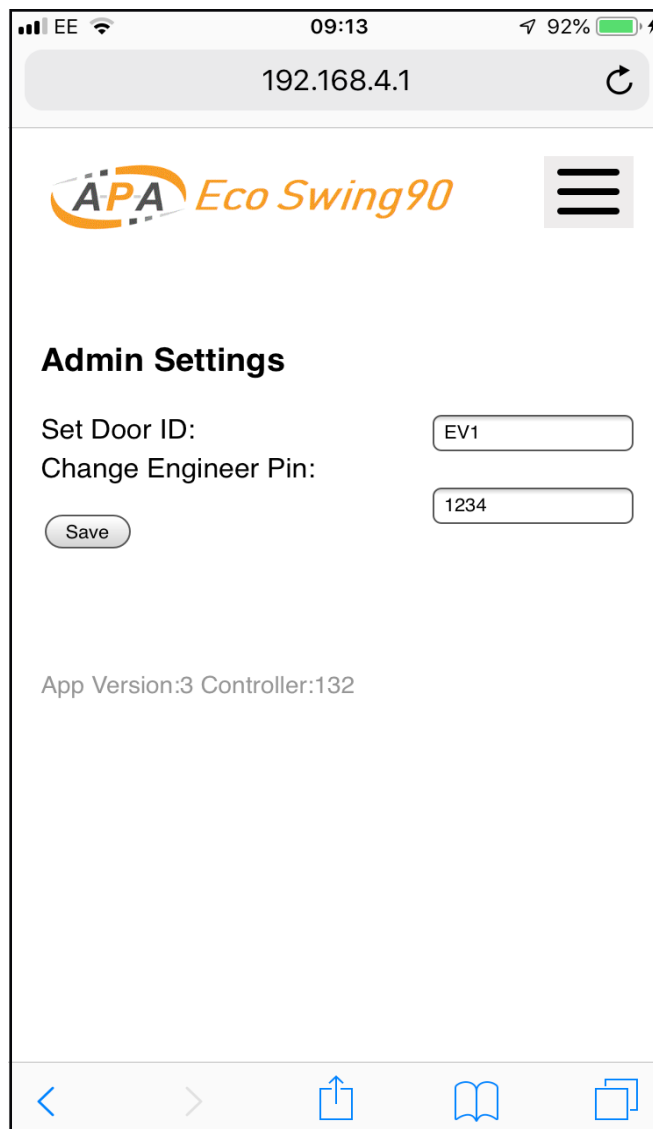 EE 09:13 92%
192.168.4.1
A-P-A Eco Swing90
Admin Settings
Set Door ID: EV1
Change Engineer Pin:
1234
Save
App Version:3 Controller:132